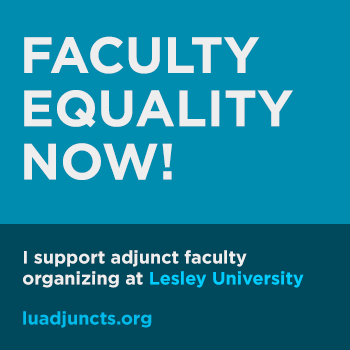 FACULTY
EQUALITY
NOW!
I support adjunct faculty
organizing at Lesley University
luadjuncts.org